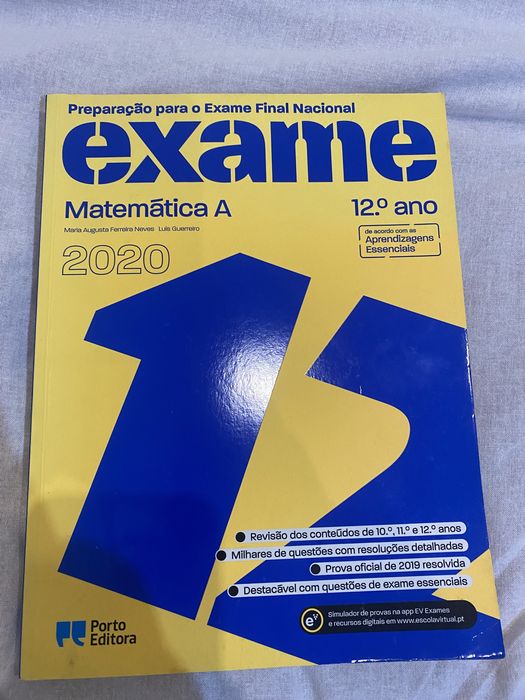 Preparação para o Exame Final Nacional
exame
Matemática A
12.º ano
Maria Augusta Ferreira Neves Luís Guerreiro
de acordo com as
Aprendizagens
Essenciais
2020
12
Revisão dos conteúdos de 10.º, 11.º e 12.º anos
Milhares de questões com resoluções detalhadas
Prova oficial de 2019 resolvida
Destacável com questões de exame essenciais
Porto
Editora
eV
Simulador de provas na app EV Exames
e recursos digitais em www.escolavirtual.pt